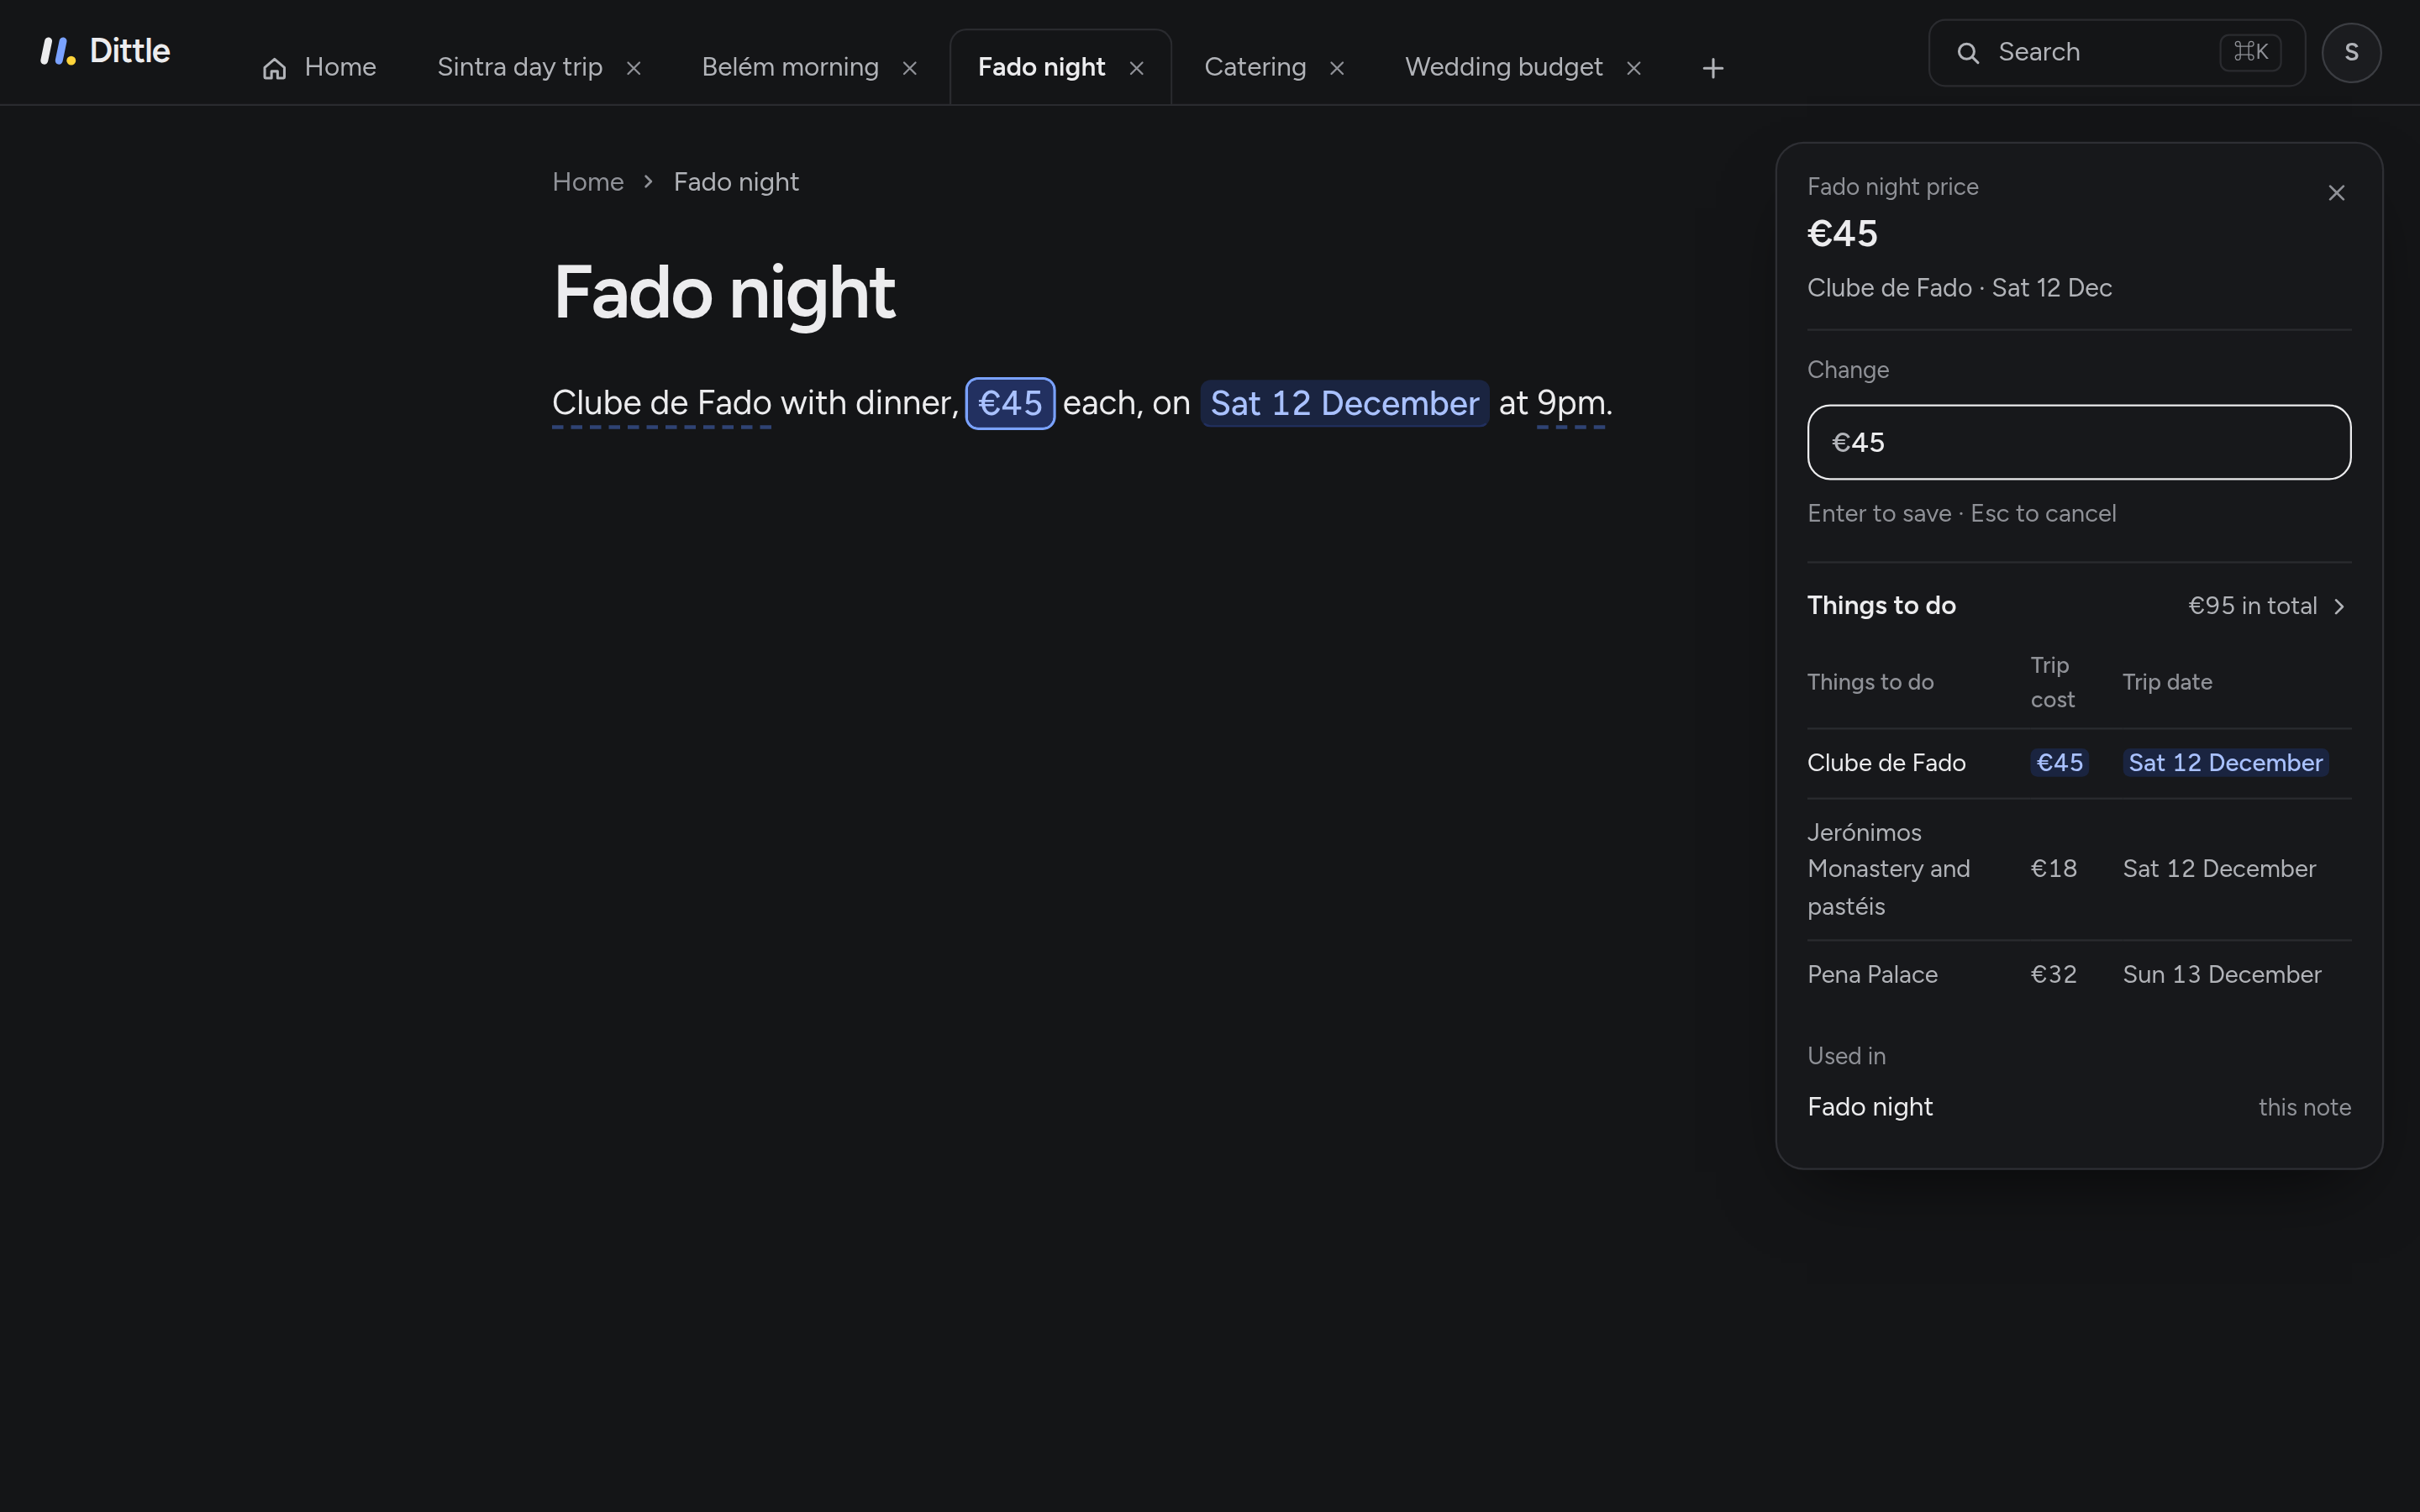 Dittle
Home
Sintra day trip
Belém morning
Fado night
Catering
Wedding budget
Search
⌘K
S
Home > Fado night
Fado night
Clube de Fado with dinner, €45 each, on Sat 12 December at 9pm.
Fado night price
€45
Clube de Fado · Sat 12 Dec
Change
€45
Enter to save · Esc to cancel
Things to do €95 in total >
Things to do Trip cost Trip date
Clube de Fado €45 Sat 12 December
Jerónimos
Monastery and €18 Sat 12 December
pastéis
Pena Palace €32 Sun 13 December
Used in
Fado night this note